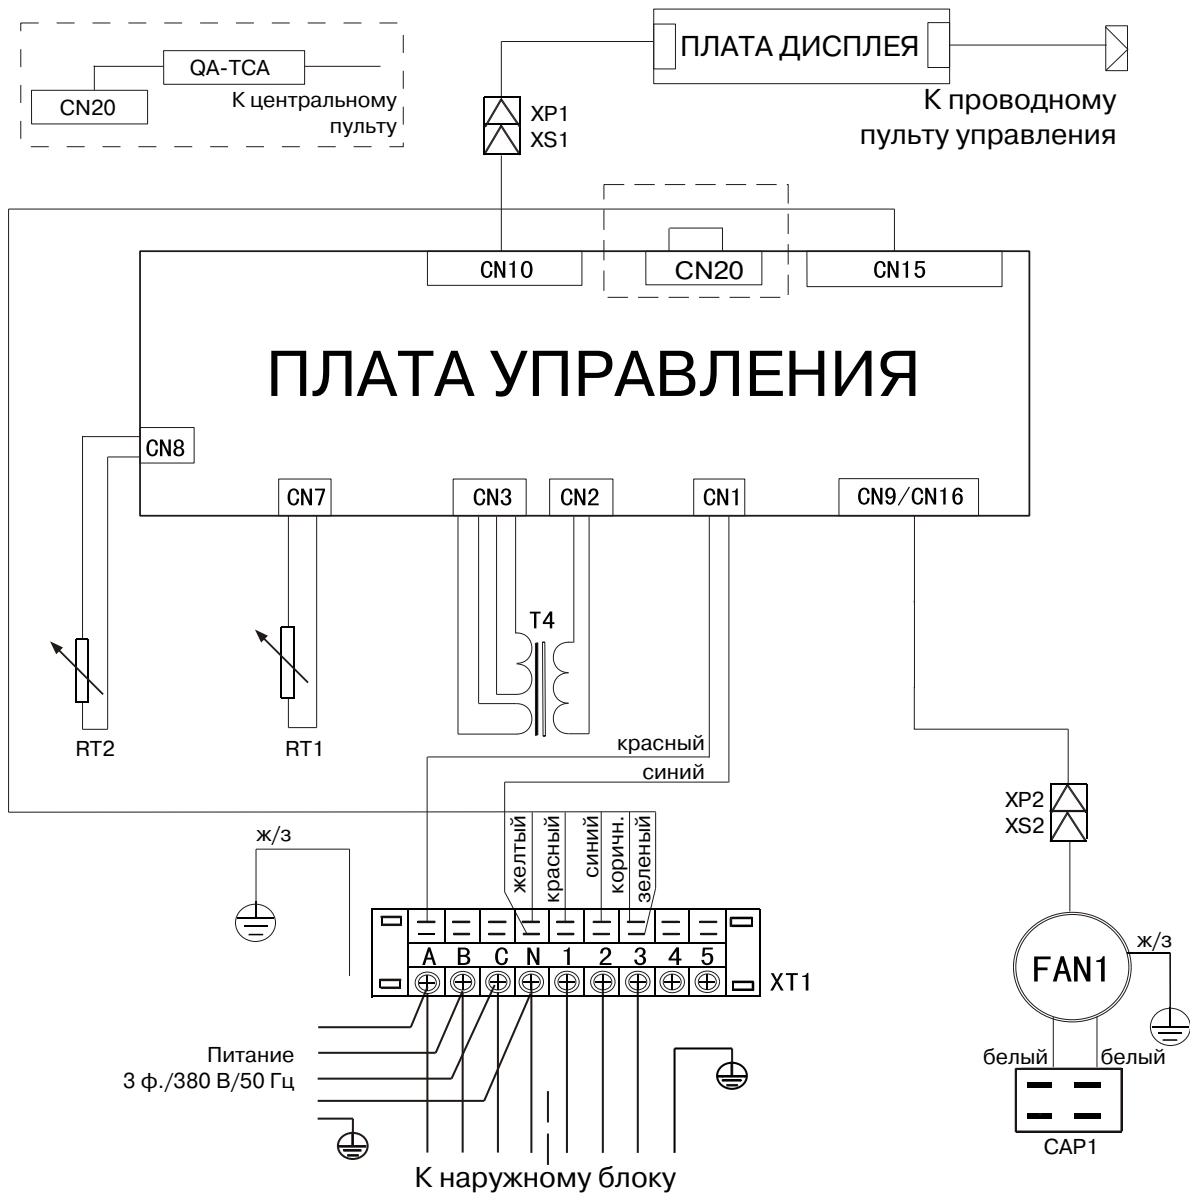 QA-TCA
CN20
К центральному
пульту
XP1
XS1
ПЛАТА ДИСПЛЕЯ
К проводному
пульту управления
CN10
CN20
CN15
ПЛАТА УПРАВЛЕНИЯ
CN8
CN7
CN3
CN2
CN1
CN9/CN16
T4
RT2
RT1
красный
синий
XP2
XS2
ж/з
желтый
красный
синий
коричн.
зеленый
A B C N 1 2 3 4 5
XT1
FAN1
ж/з
Питание
3 ф./380 В/50 Гц
белый
белый
CAP1
К наружному блоку